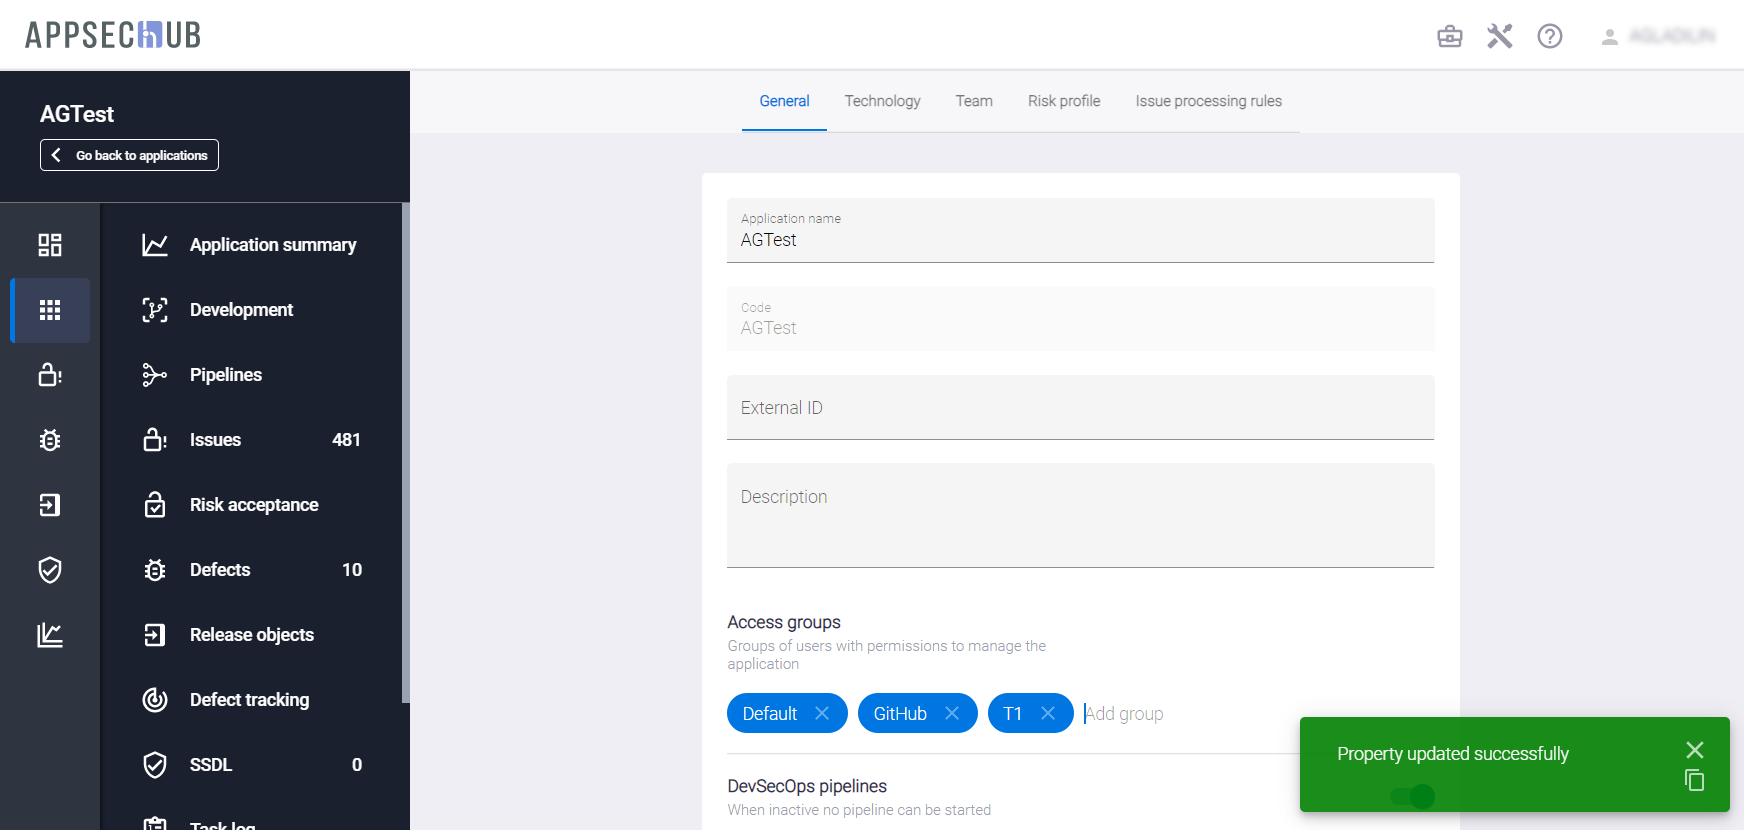 APPSECHUB
AGTest
Go back to applications
General
Technology
Team
Risk profile
Issue processing rules
Application summary
Development
Pipelines
Issues 481
Risk acceptance
Defects 10
Release objects
Defect tracking
SSDL 0
Task log
Application name
AGTest
Code
AGTest
External ID
Description
Access groups
Groups of users with permissions to manage the
application
Default
GitHub
T1
Add group
DevSecOps pipelines
When inactive no pipeline can be started
Property updated successfully